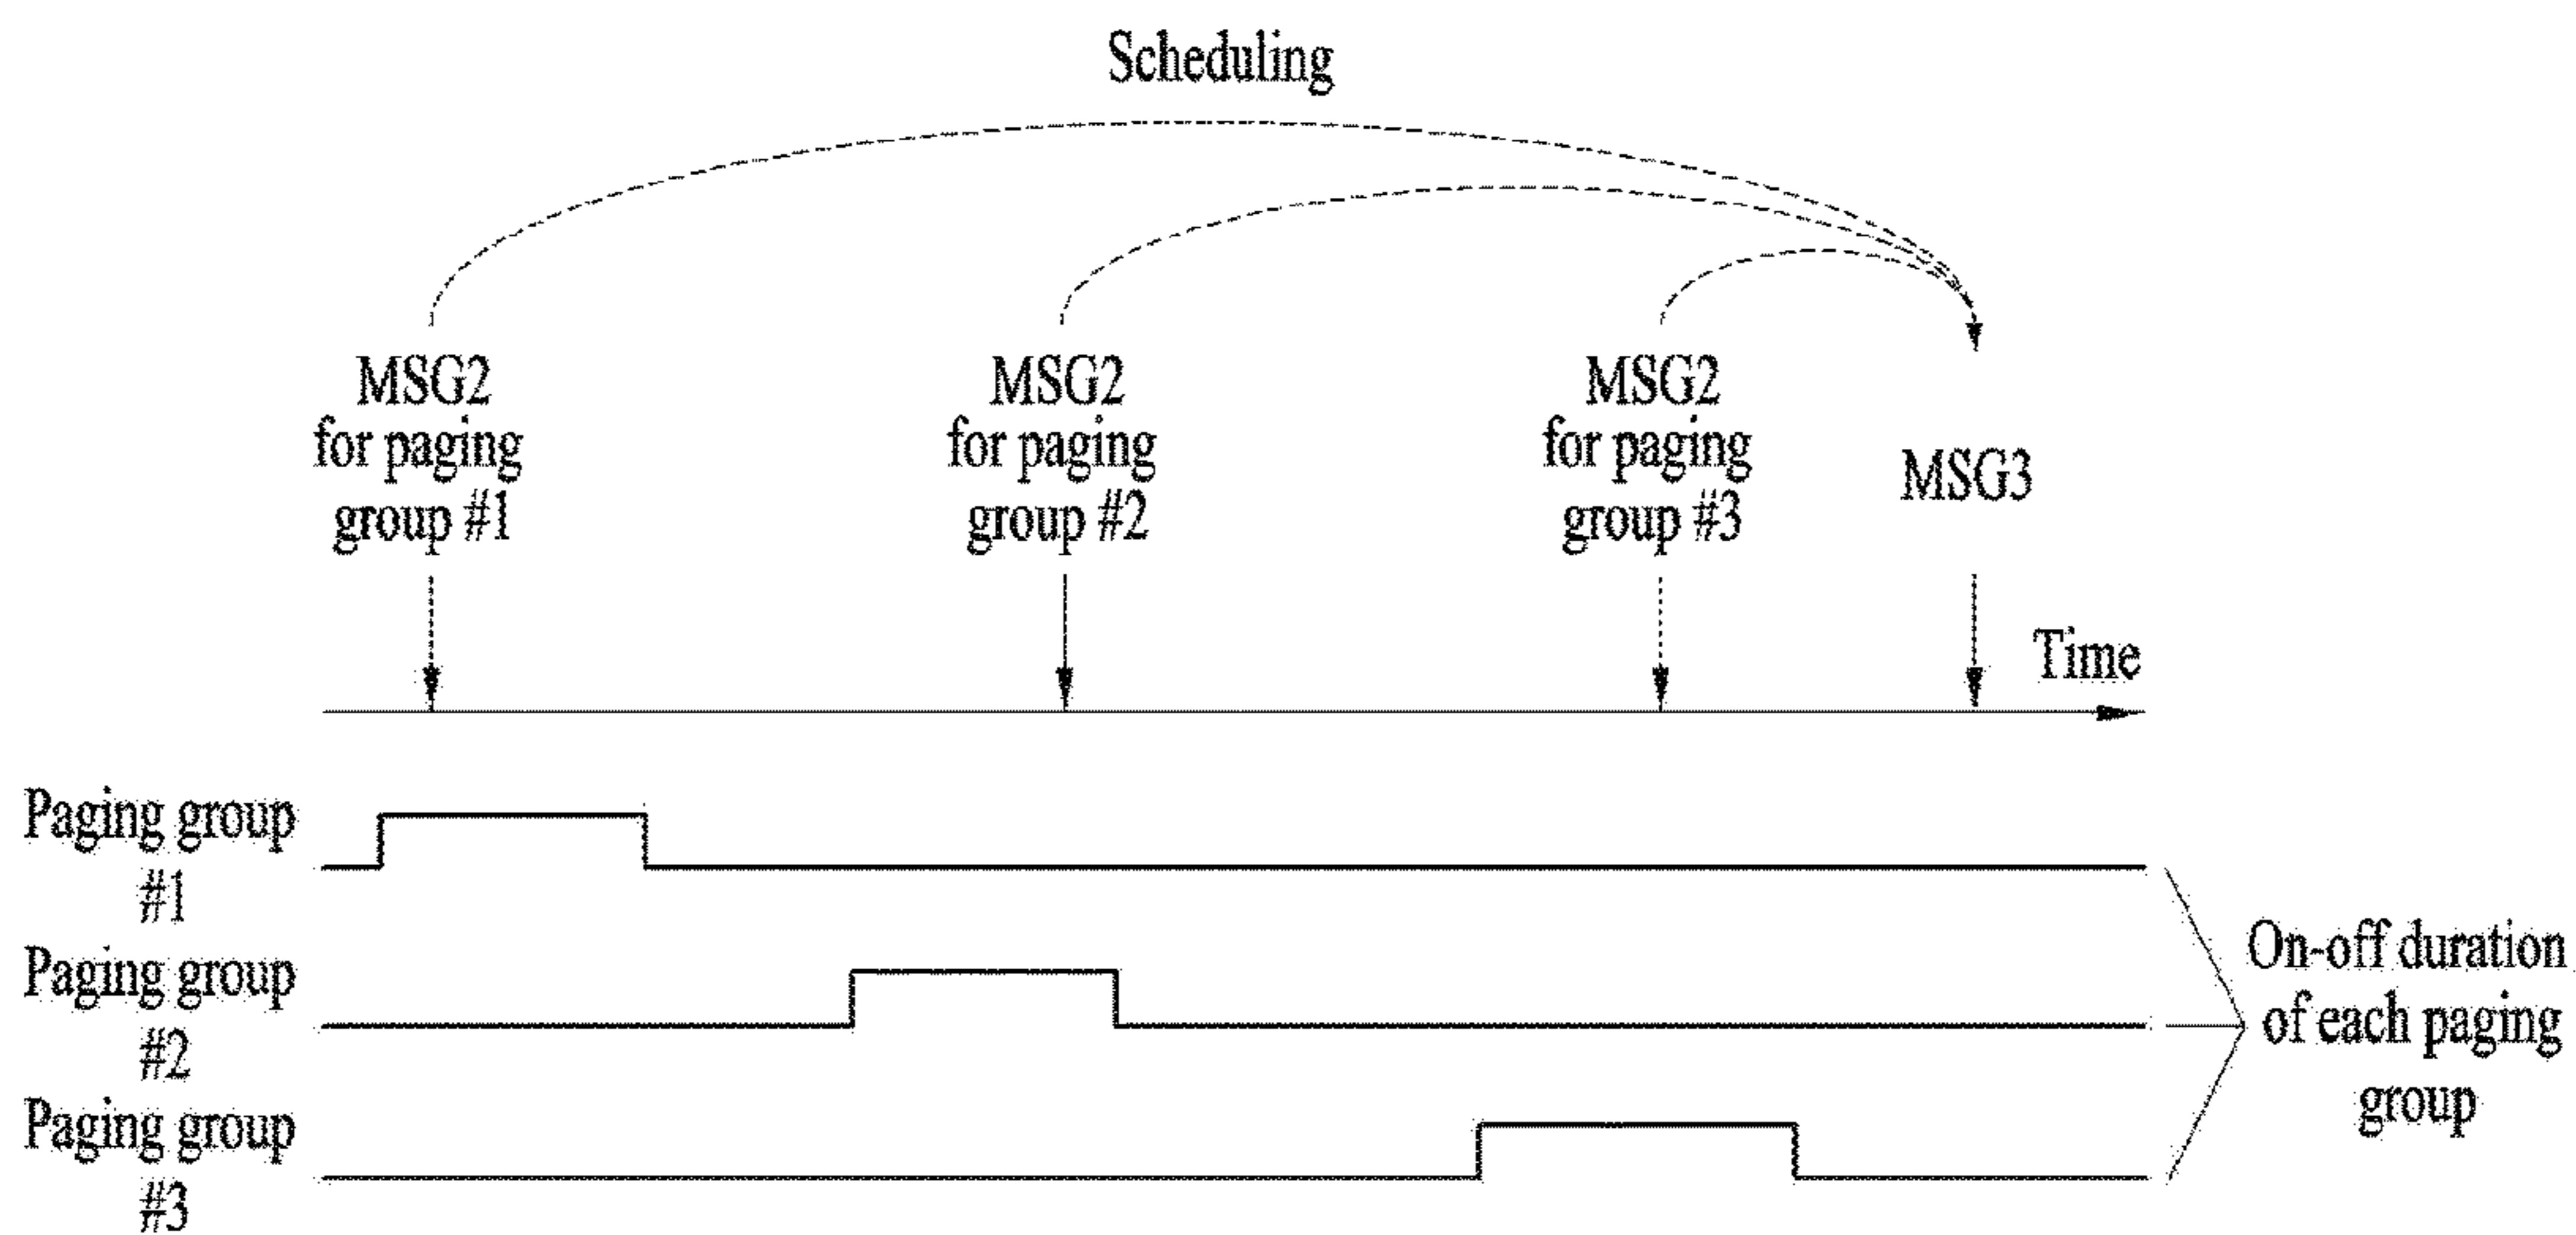 Scheduling
MSG2
for paging
group #1
MSG2
for paging
group #2
MSG2
for paging
group #3
MSG3
Time
Paging group
#1
Paging group
#2
Paging group
#3
On-off duration
of each paging
group